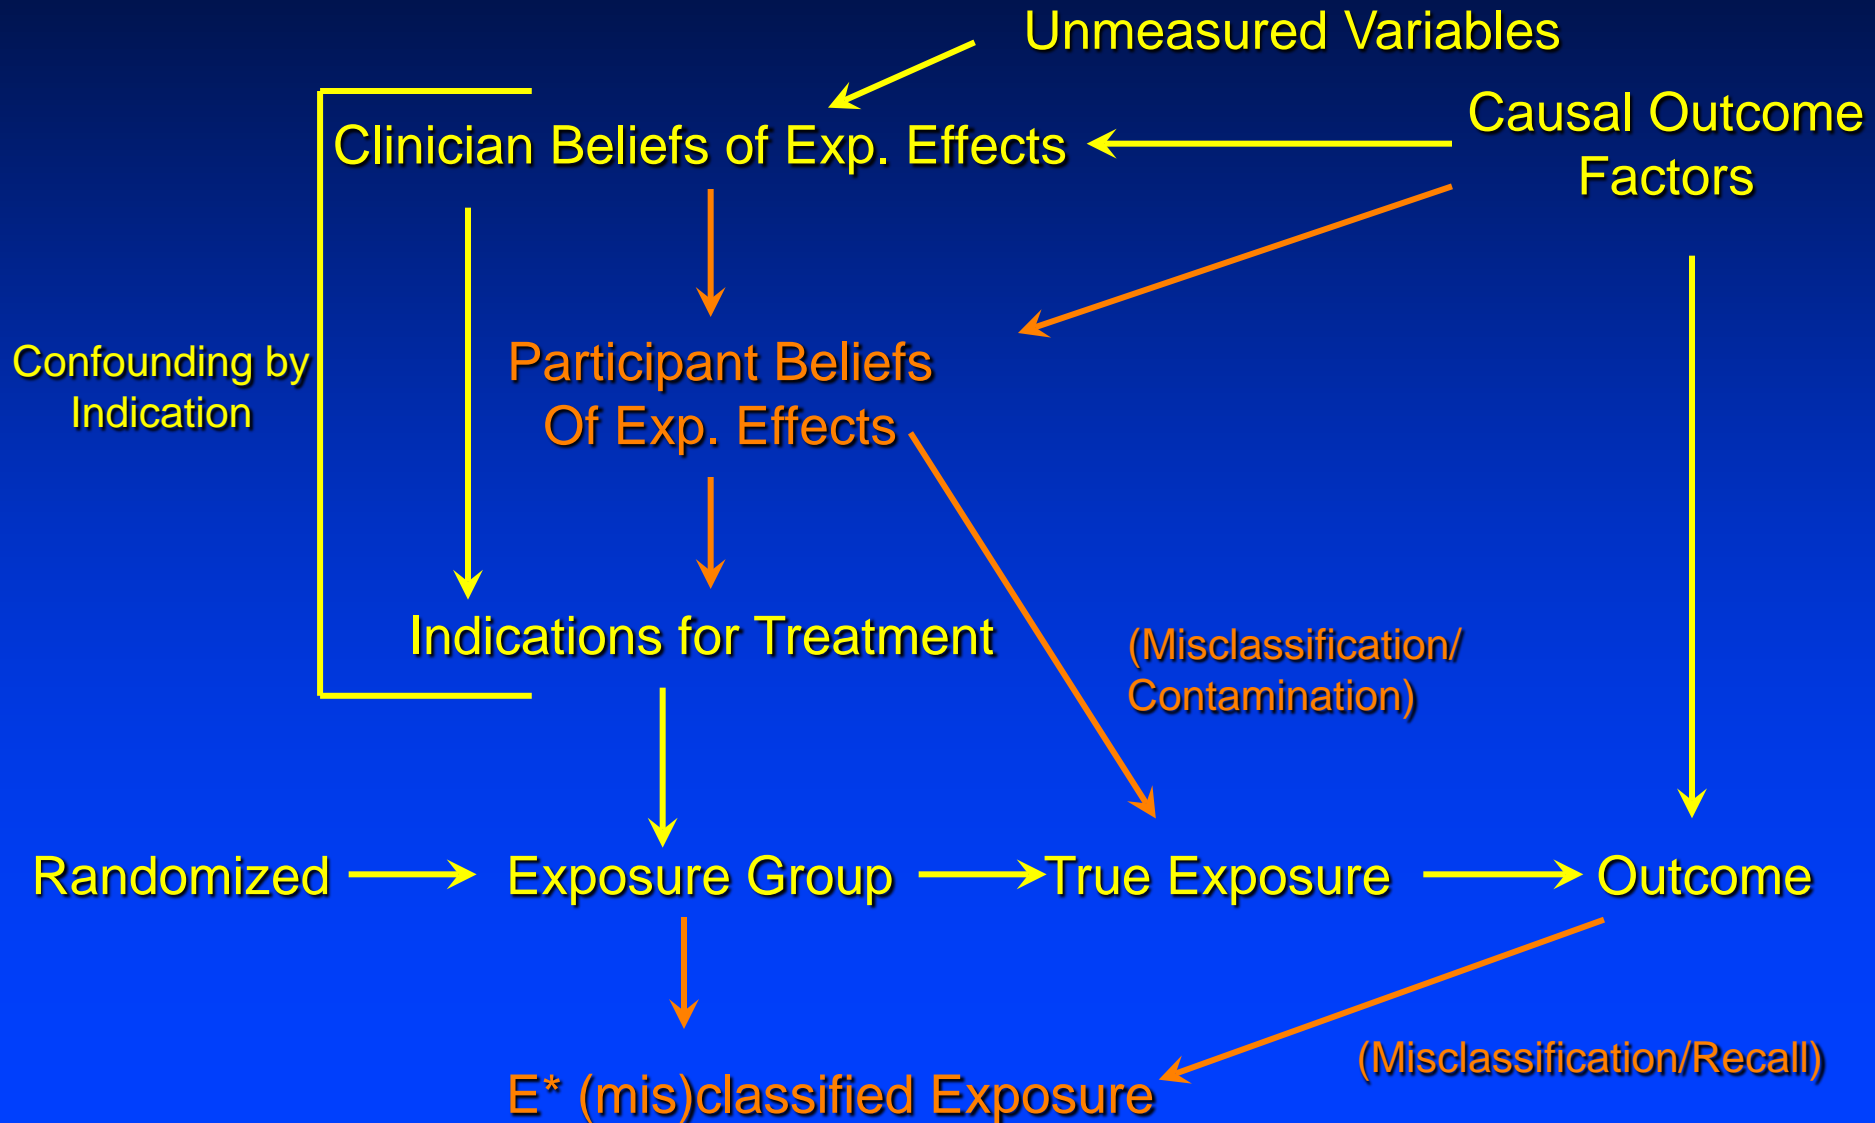 Unmeasured Variables
Causal Outcome
Factors
Clinician Beliefs of Exp. Effects
Confounding by
Indication
Participant Beliefs
Of Exp. Effects
Indications for Treatment
(Misclassification/
Contamination)
Randomized
Exposure Group
True Exposure
Outcome
(Misclassification/Recall)
E* (mis)classified Exposure